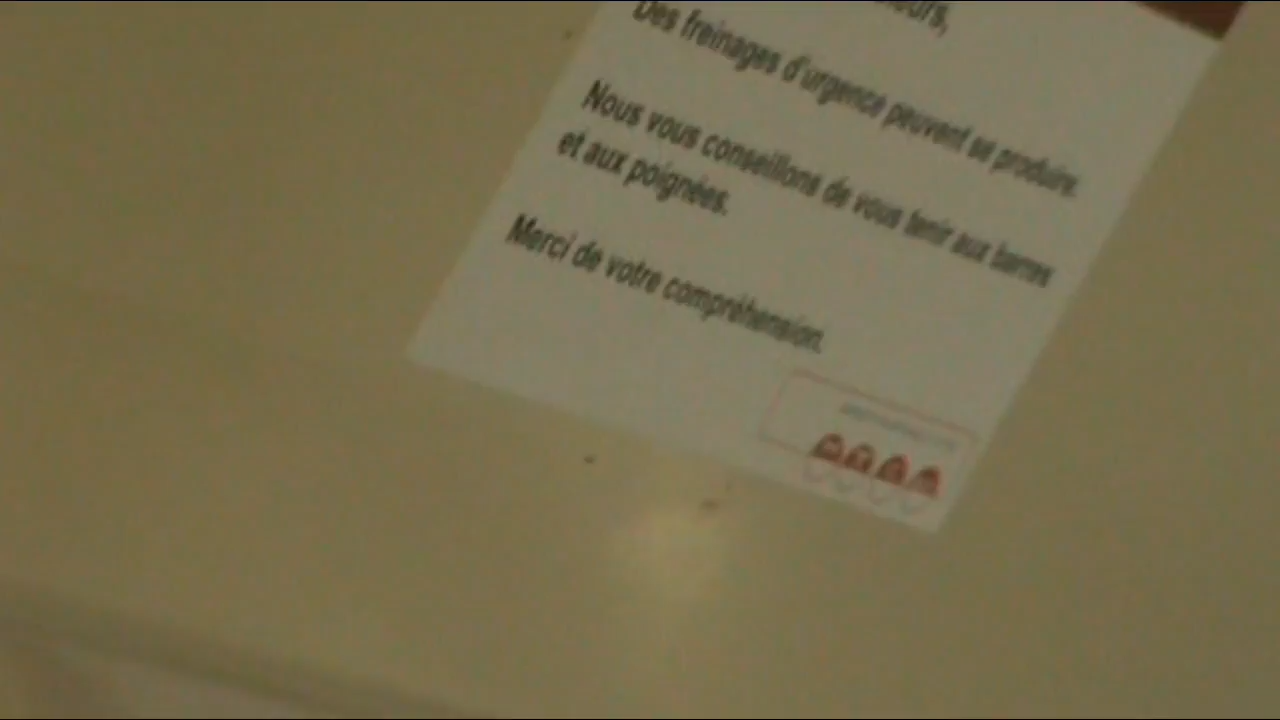 Des freinages d'urgence peuvent se produire.
Nous vous conseillons de vous tenir aux barres
et aux poignées.
Merci de votre compréhension.